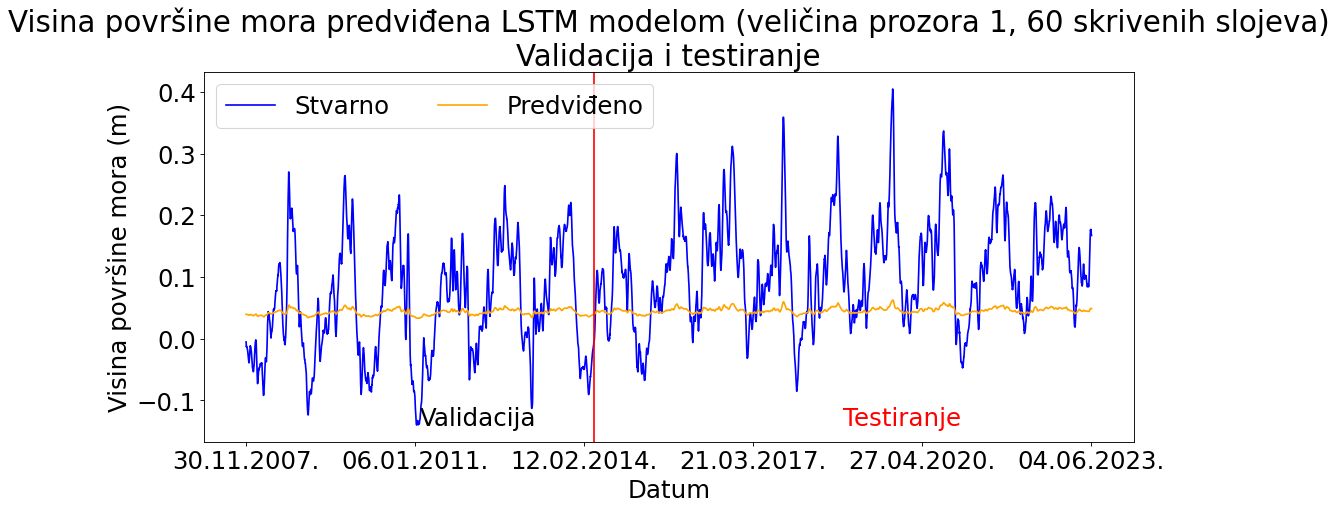 Visina površine mora predviđena LSTM modelom (veličina prozora 1, 60 skrivenih slojeva)
Validacija i testiranje
Stvarno
Predviđeno
Visina površine mora (m)
0.4
0.3
0.2
0.1
0.0
−0.1
Validacija
Testiranje
30.11.2007.
06.01.2011.
12.02.2014.
21.03.2017.
27.04.2020.
04.06.2023.
Datum